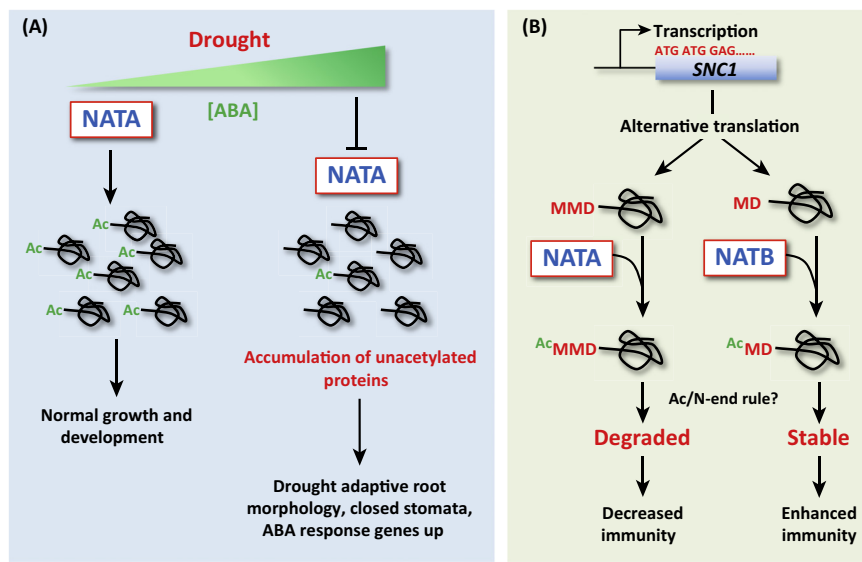 (A)
Drought
[ABA]
NATA
NATA
Ac
Ac
Ac
Ac
Ac
Ac
Ac
Accumulation of unacetylated
proteins
Normal growth and
development
Drought adaptive root
morphology, closed stomata,
ABA response genes up
(B)
Transcription
ATG ATG GAG......
SNC1
Alternative translation
MMD
MD
NATA
NATB
AcMMD
AcMD
Ac/N-end rule?
Degraded
Stable
Decreased
immunity
Enhanced
immunity